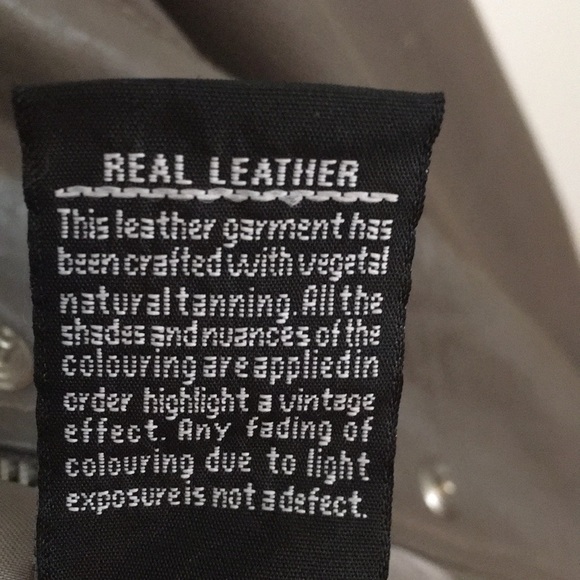 REAL LEATHER
This leather garment has
been crafted with vegetal
natural tanning. All the
shades and nuances of the
colouring are applied in
order highlight a vintage
effect. Any fading of
colouring due to light
exposure is not a defect.